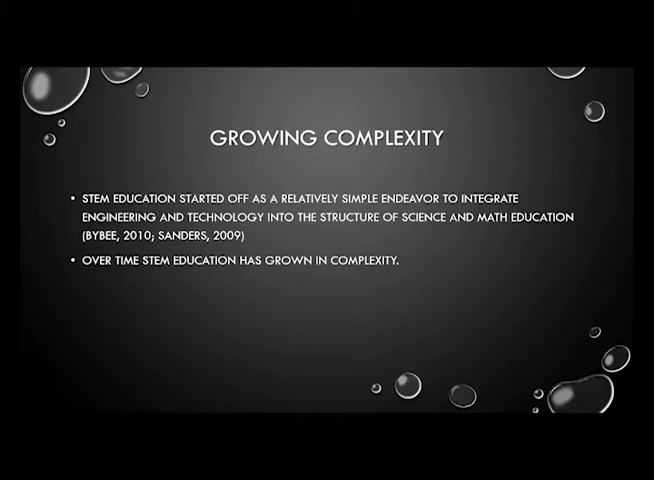 GROWING COMPLEXITY
• STEM EDUCATION STARTED OFF AS A RELATIVELY SIMPLE ENDEAVOR TO INTEGRATE
ENGINEERING AND TECHNOLOGY INTO THE STRUCTURE OF SCIENCE AND MATH EDUCATION
(BYBEE, 2010; SANDERS, 2009)
• OVER TIME STEM EDUCATION HAS GROWN IN COMPLEXITY.